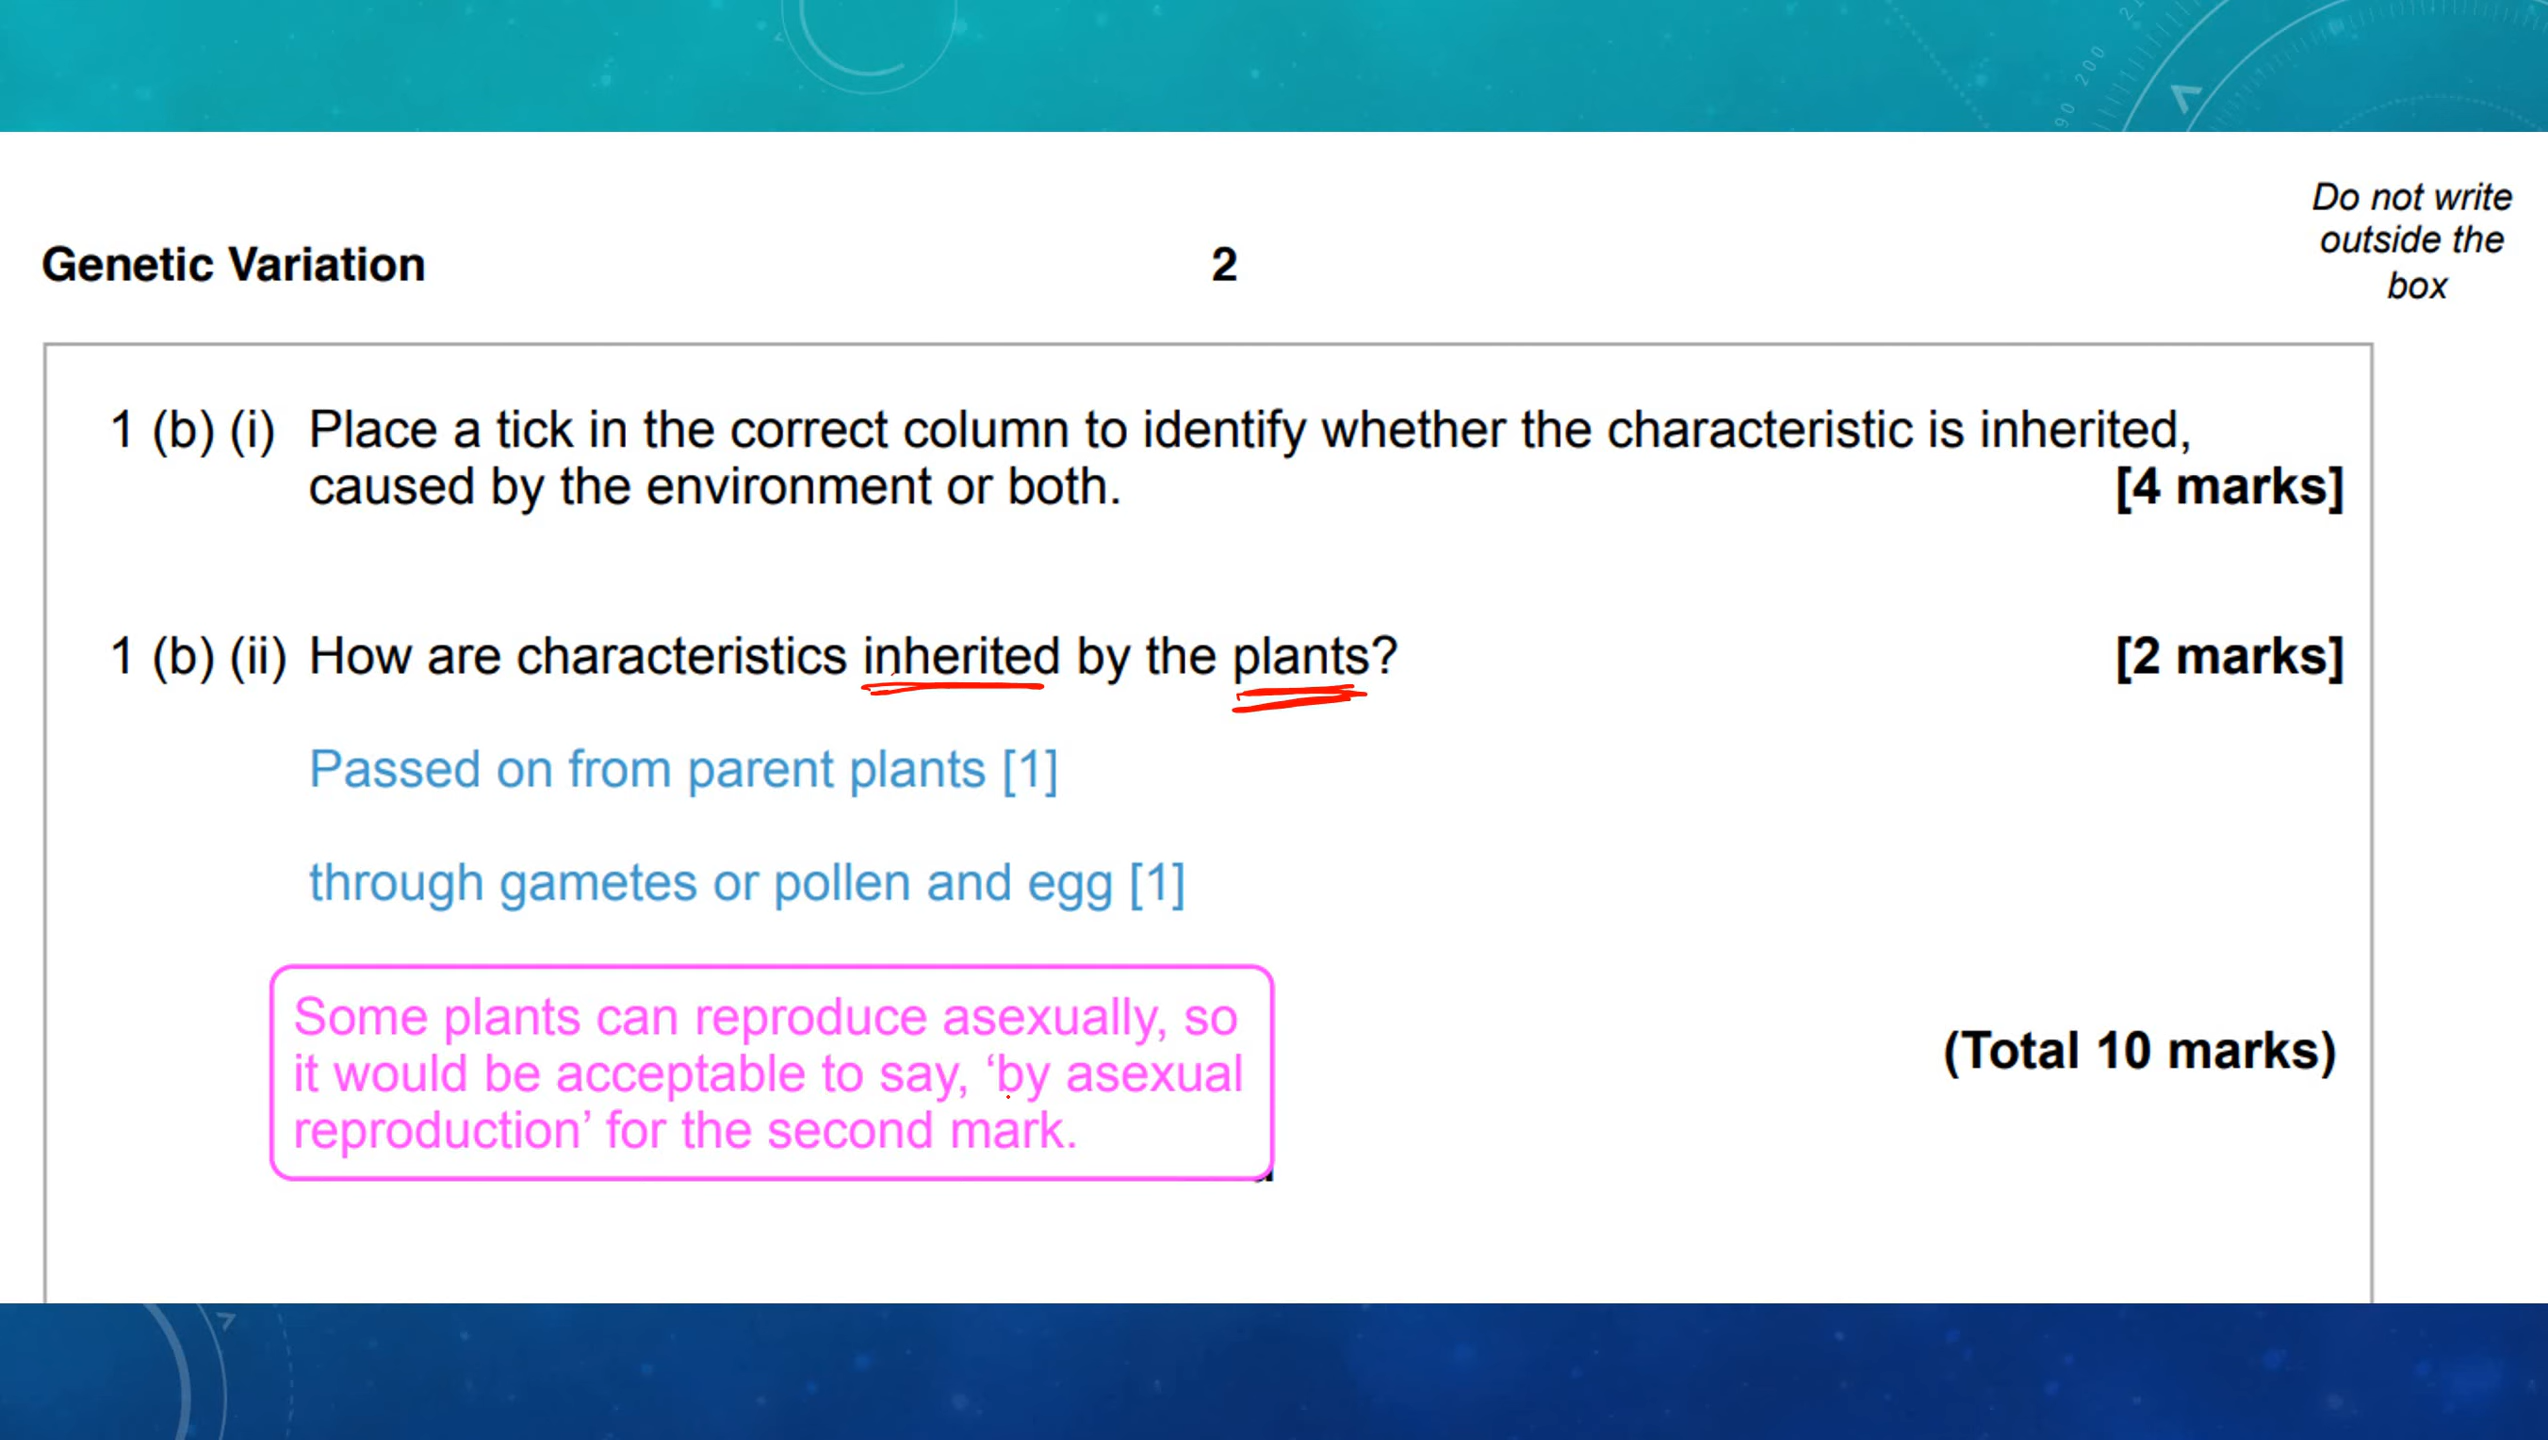 Do not write
outside the
box
Genetic Variation
2
1 (b) (i) Place a tick in the correct column to identify whether the characteristic is inherited,
caused by the environment or both. [4 marks]
1 (b) (ii) How are characteristics inherited by the plants? [2 marks]
Passed on from parent plants [1]
through gametes or pollen and egg [1]
Some plants can reproduce asexually, so
it would be acceptable to say, ‘by asexual
reproduction’ for the second mark.
(Total 10 marks)